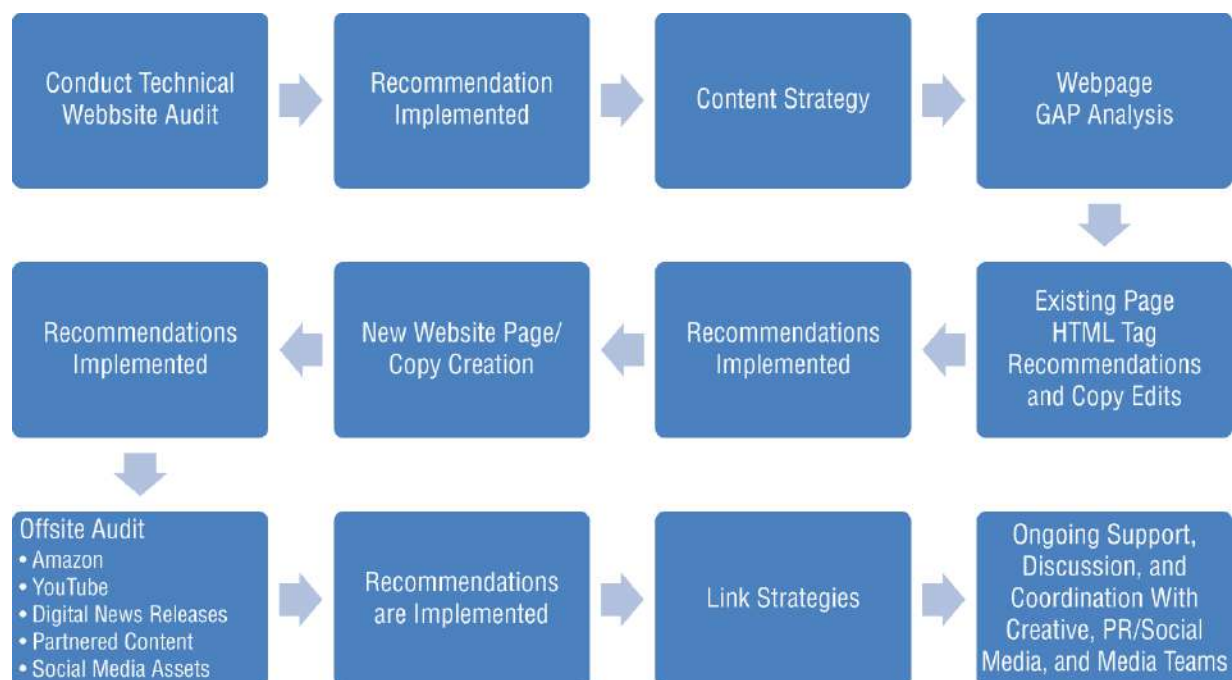 Conduct Technical
Webbsite Audit
Recommendation
Implemented
Content Strategy
Webpage
GAP Analysis
Existing Page
HTML Tag
Recommendations
and Copy Edits
Recommendations
Implemented
New Website Page/
Copy Creation
Recommendations
Implemented
Offsite Audit
• Amazon
• YouTube
• Digital News Releases
• Partnered Content
• Social Media Assets
Recommendations
are Implemented
Link Strategies
Ongoing Support,
Discussion, and
Coordination With
Creative, PR/Social
Media, and Media Teams